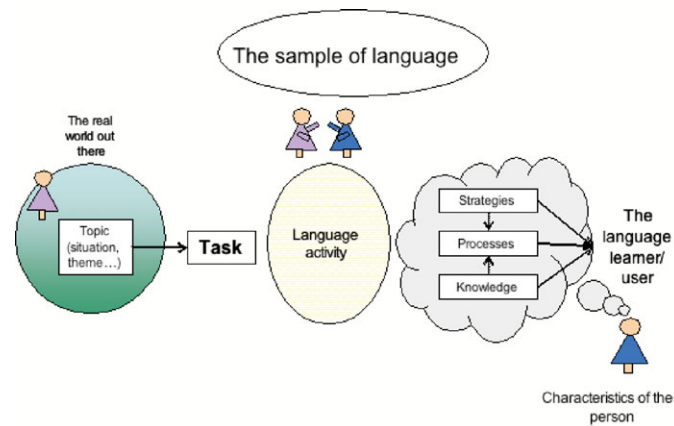 The sample of language
The real
world out
there
Topic
(situation,
theme…)
Task
Language
activity
Strategies
Processes
Knowledge
The
language
learner/
user
Characteristics of the
person